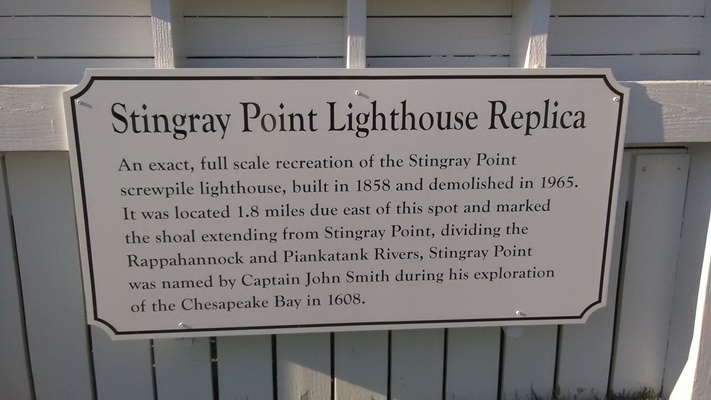 Stingray Point Lighthouse Replica
An exact, full scale recreation of the Stingray Point
screwpile lighthouse, built in 1858 and demolished in 1965.
It was located 1.8 miles due east of this spot and marked
the shoal extending from Stingray Point, dividing the
Rappahannock and Piankatank Rivers, Stingray Point
was named by Captain John Smith during his exploration
of the Chesapeake Bay in 1608.